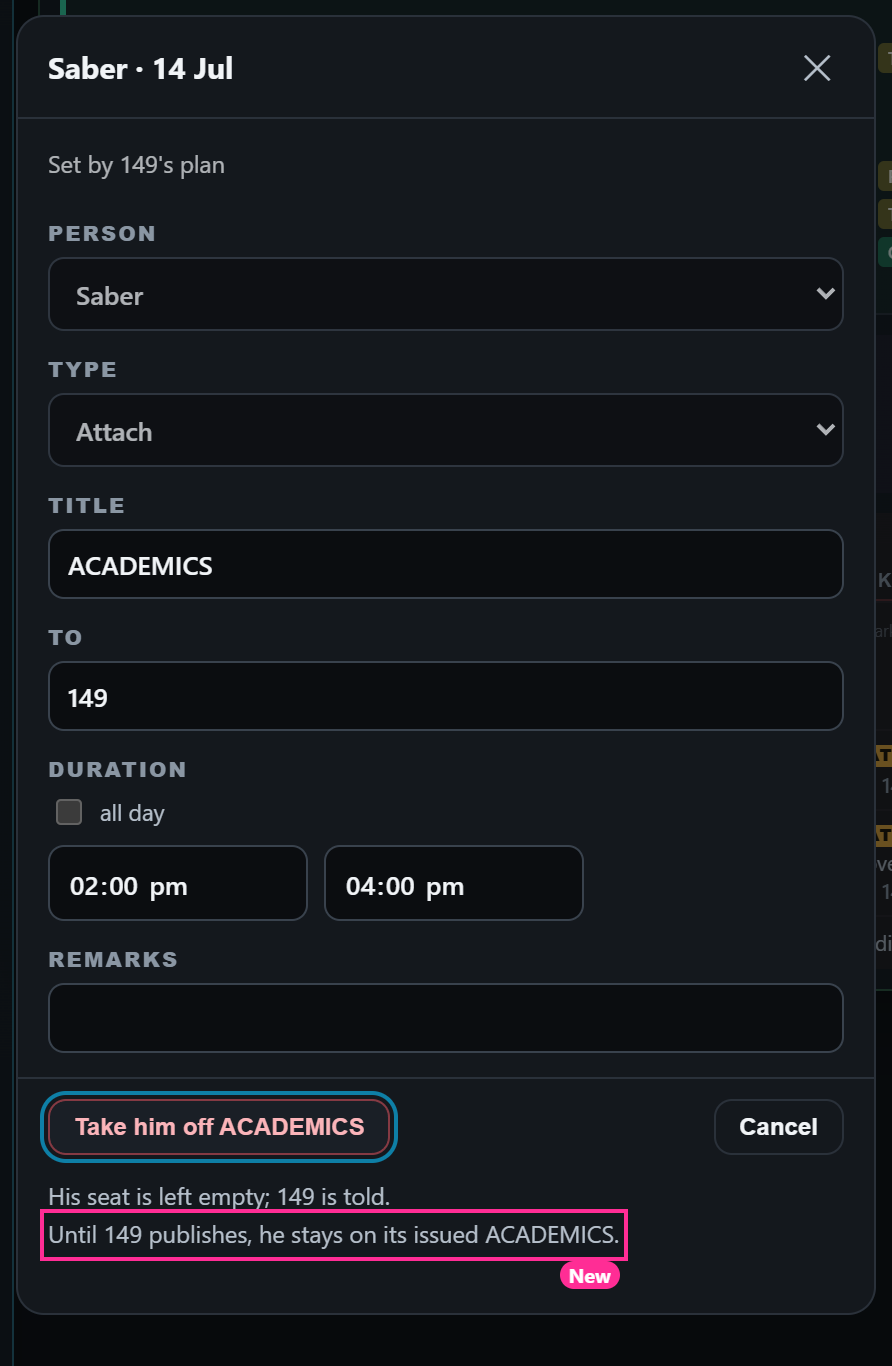 Saber · 14 Jul
Set by 149's plan
PERSON
Saber
TYPE
Attach
TITLE
ACADEMICS
TO
149
DURATION
all day
02:00 pm
04:00 pm
REMARKS
Take him off ACADEMICS
Cancel
His seat is left empty; 149 is told.
Until 149 publishes, he stays on its issued ACADEMICS.
New